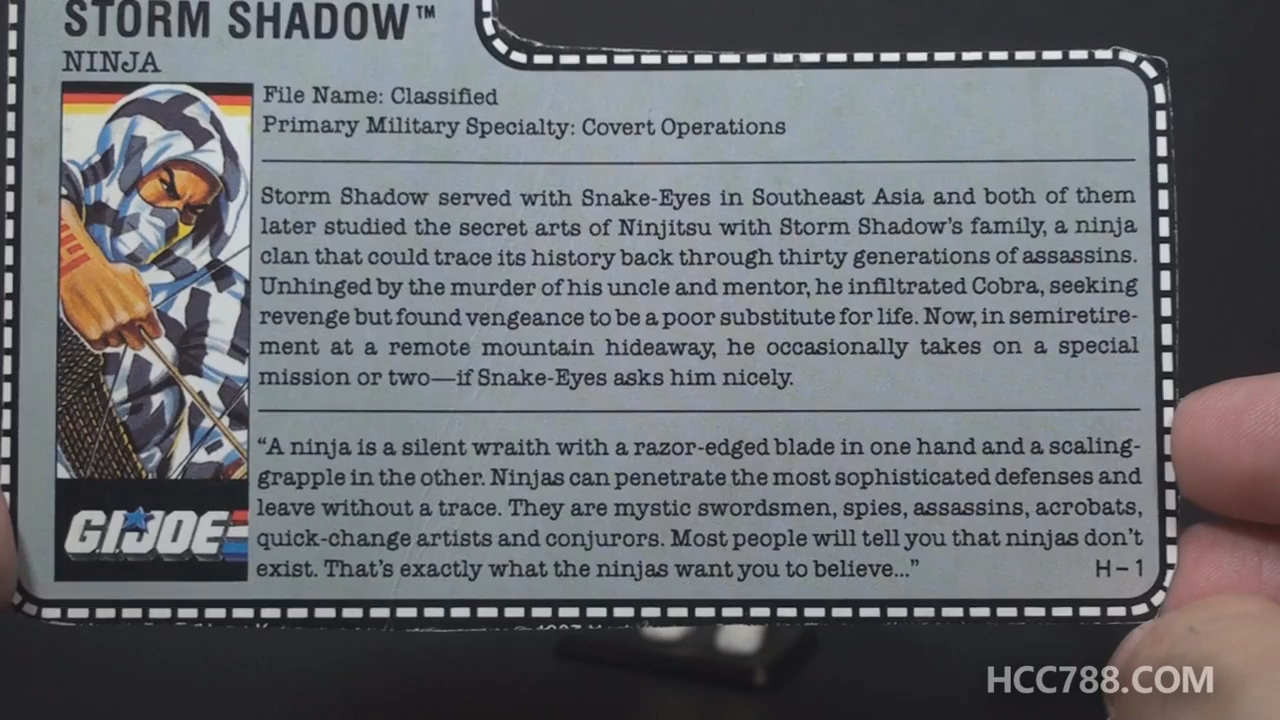 STORM SHADOW™
NINJA
File Name: Classified
Primary Military Specialty: Covert Operations
Storm Shadow served with Snake-Eyes in Southeast Asia and both of them
later studied the secret arts of Ninjitsu with Storm Shadow's family, a ninja
clan that could trace its history back through thirty generations of assassins.
Unhinged by the murder of his uncle and mentor, he infiltrated Cobra, seeking
revenge but found vengeance to be a poor substitute for life. Now, in semiretire-
ment at a remote mountain hideaway, he occasionally takes on a special
mission or two—if Snake-Eyes asks him nicely.
"A ninja is a silent wraith with a razor-edged blade in one hand and a scaling-
grapple in the other. Ninjas can penetrate the most sophisticated defenses and
leave without a trace. They are mystic swordsmen, spies, assassins, acrobats,
quick-change artists and conjurors. Most people will tell you that ninjas don't
exist. That's exactly what the ninjas want you to believe..."
H-1
G.I.JOE
HCC788.COM